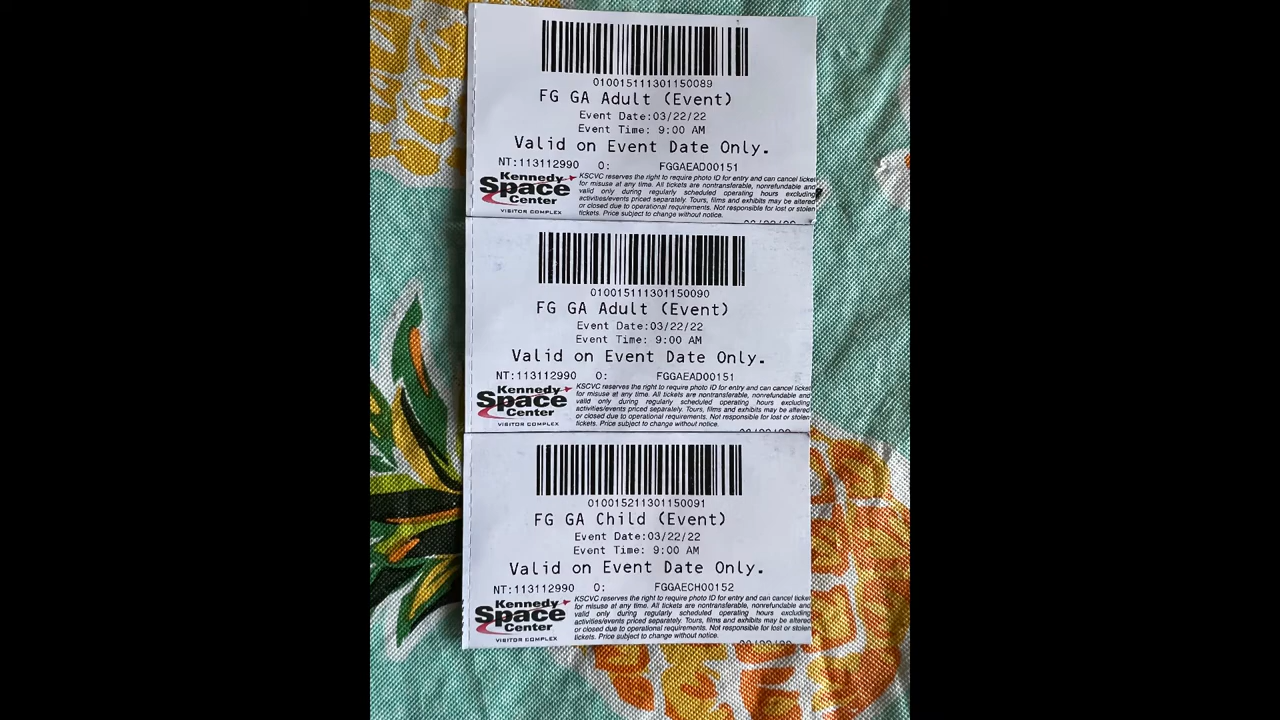 010015111301150089
FG GA Adult (Event)
Event Date:03/22/22
Event Time: 9:00 AM
Valid on Event Date Only.
NT:113112990 O: FGGAEAD00151
Kennedy
Space
Center
VISITOR COMPLEX
KSCVC reserves the right to require photo ID for entry and can cancel ticket
for misuse at any time. All tickets are nontransferable, nonrefundable and
valid only during regularly scheduled operating hours excluding
activities/events priced separately. Tours, films and exhibits may be altered
or closed due to operational requirements. Not responsible for lost or stolen
tickets. Price subject to change without notice.
010015111301150090
FG GA Adult (Event)
Event Date:03/22/22
Event Time: 9:00 AM
Valid on Event Date Only.
NT:113112990 O: FGGAEAD00151
Kennedy
Space
Center
VISITOR COMPLEX
KSCVC reserves the right to require photo ID for entry and can cancel ticket
for misuse at any time. All tickets are nontransferable, nonrefundable and
valid only during regularly scheduled operating hours excluding
activities/events priced separately. Tours, films and exhibits may be altered
or closed due to operational requirements. Not responsible for lost or stolen
tickets. Price subject to change without notice.
010015211301150091
FG GA Child (Event)
Event Date:03/22/22
Event Time: 9:00 AM
Valid on Event Date Only.
NT:113112990 O: FGGAECH00152
Kennedy
Space
Center
VISITOR COMPLEX
KSCVC reserves the right to require photo ID for entry and can cancel ticket
for misuse at any time. All tickets are nontransferable, nonrefundable and
valid only during regularly scheduled operating hours excluding
activities/events priced separately. Tours, films and exhibits may be altered
or closed due to operational requirements. Not responsible for lost or stolen
tickets. Price subject to change without notice.